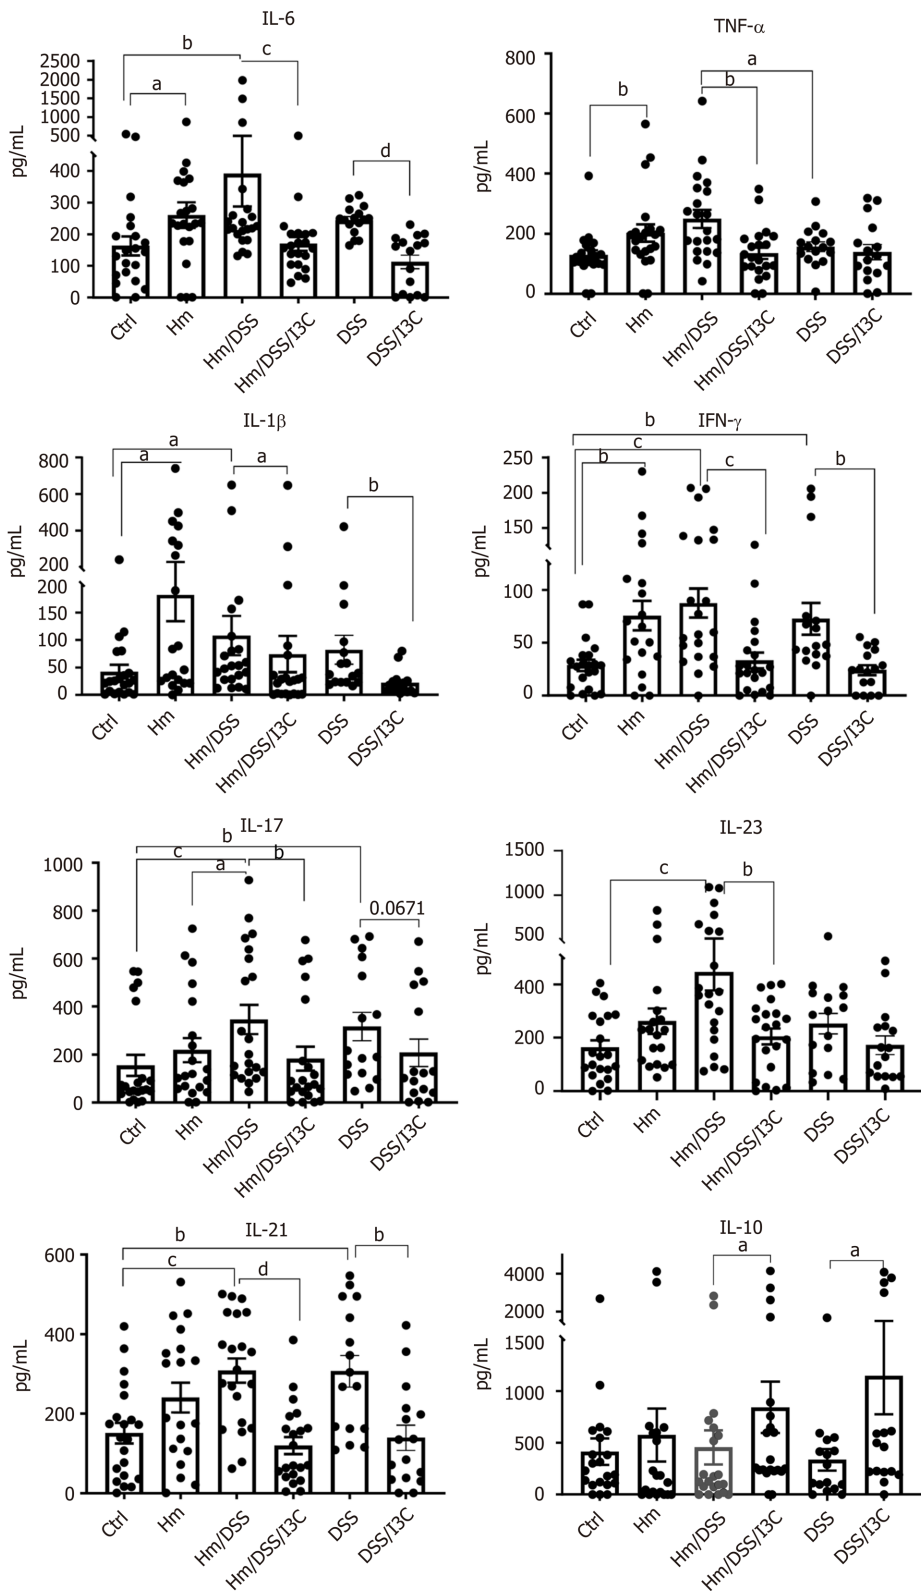 IL-6
b
c
a
d
2500
2000
1500
1000
500
400
300
200
100
0
pg/mL
Ctrl
Hm
Hm/DSS
Hm/DSS/I3C
DSS
DSS/I3C
TNF-α
a
b
b
800
600
400
200
0
pg/mL
Ctrl
Hm
Hm/DSS
Hm/DSS/I3C
DSS
DSS/I3C
IL-1β
a
a
a
b
800
600
400
200
200
150
100
50
0
pg/mL
Ctrl
Hm
Hm/DSS
Hm/DSS/I3C
DSS
DSS/I3C
IFN-γ
b
c
b
c
b
250
200
150
100
50
0
pg/mL
Ctrl
Hm
Hm/DSS
Hm/DSS/I3C
DSS
DSS/I3C
IL-17
b
c
b
a
0.0671
1000
800
600
400
200
0
pg/mL
Ctrl
Hm
Hm/DSS
Hm/DSS/I3C
DSS
DSS/I3C
IL-23
c
b
1500
1000
500
400
200
0
pg/mL
Ctrl
Hm
Hm/DSS
Hm/DSS/I3C
DSS
DSS/I3C
IL-21
b
b
c
d
600
400
200
0
pg/mL
Ctrl
Hm
Hm/DSS
Hm/DSS/I3C
DSS
DSS/I3C
IL-10
a
a
4000
2000
1500
1000
500
0
pg/mL
Ctrl
Hm
Hm/DSS
Hm/DSS/I3C
DSS
DSS/I3C